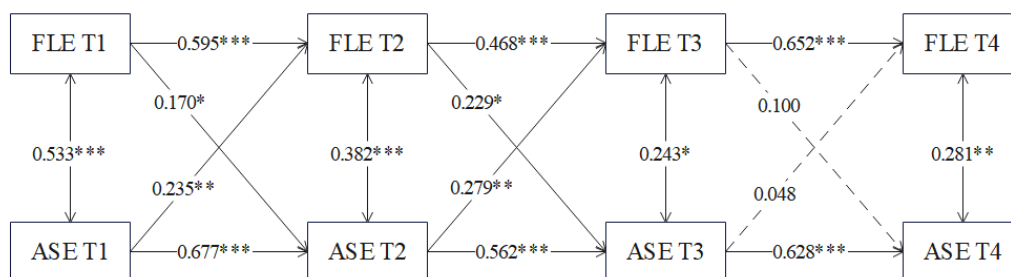 FLE T1 0.595*** FLE T2 0.468*** FLE T3 0.652*** FLE T4
0.170* 0.229* 0.100
0.533*** 0.382*** 0.243* 0.281**
0.235** 0.279** 0.048
ASE T1 0.677*** ASE T2 0.562*** ASE T3 0.628*** ASE T4